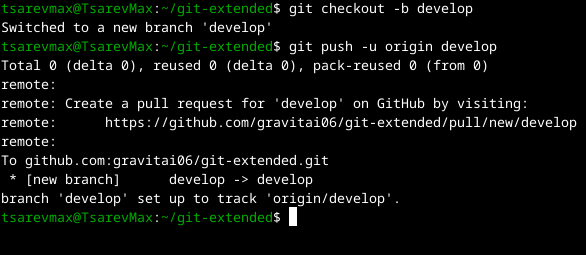 tsarevmax@TsarevMax:~/git-extended$ git checkout -b develop
Switched to a new branch 'develop'
tsarevmax@TsarevMax:~/git-extended$ git push -u origin develop
Total 0 (delta 0), reused 0 (delta 0), pack-reused 0 (from 0)
remote:
remote: Create a pull request for 'develop' on GitHub by visiting:
remote:      https://github.com/gravitai06/git-extended/pull/new/develop
remote:
To github.com:gravitai06/git-extended.git
 * [new branch]      develop -> develop
branch 'develop' set up to track 'origin/develop'.
tsarevmax@TsarevMax:~/git-extended$